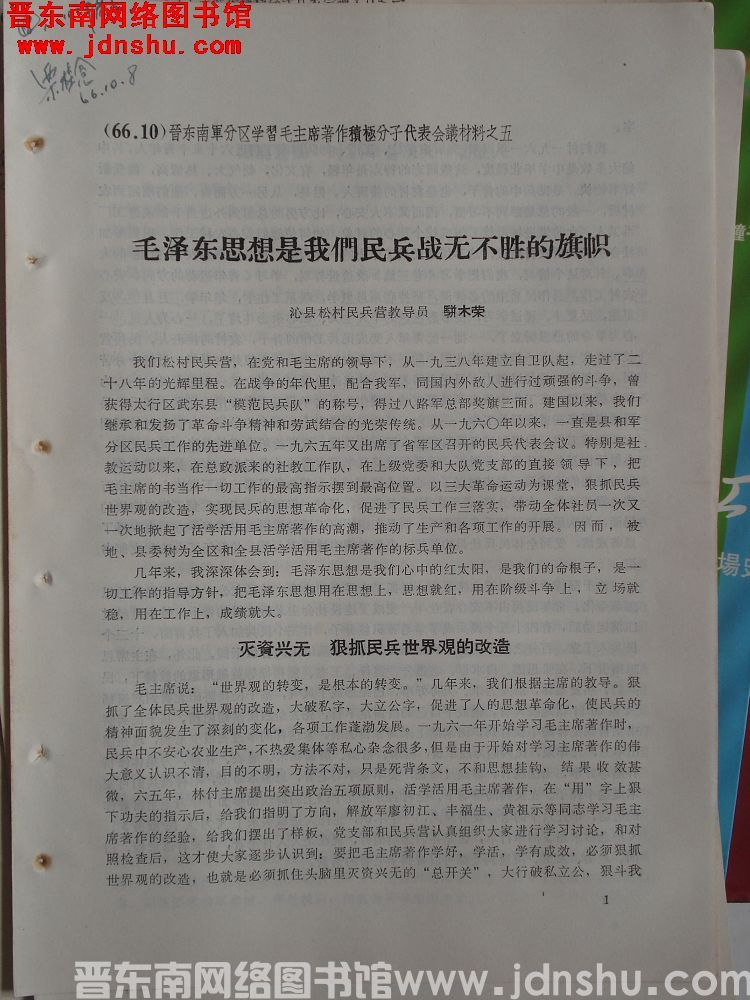 晋东南网络图书馆
www.jdnshu.com
66.10.8
(66.10)晉东南軍分区学習毛主席著作積極分子代表会議材料之五
毛泽东思想是我們民兵战无不胜的旗帜
沁县松村民兵营教导员 騈木荣
我们松村民兵营，在党和毛主席的领导下，从一九三八年建立自卫队起，走过了二
十八年的光辉里程。在战争的年代里，配合我军，同国内外敌人进行过顽强的斗争，曾
获得太行区武东县“模范民兵队”的称号，得过八路军总部奖旗三面。建国以来，我们
继承和发扬了革命斗争精神和劳武结合的光荣传统。从一九六〇年以来，一直是县和军
分区民兵工作的先进单位。一九六五年又出席了省军区召开的民兵代表会议。特别是社
教运动以来，在总政派来的社教工作队，在上级党委和大队党支部的直接领导下，把
毛主席的书当作一切工作的最高指示摆到最高位置。以三大革命运动为课堂，狠抓民兵
世界观的改造，实现民兵的思想革命化，促进了民兵工作三落实，带动全体社员一次又
一次地掀起了活学活用毛主席著作的高潮，推动了生产和各项工作的开展。因而，被
地、县委树为全区和全县活学活用毛主席著作的标兵单位。
几年来，我深深体会到：毛泽东思想是我们心中的红太阳，是我们的命根子，是一
切工作的指导方针，把毛泽东思想用在思想上，思想就红，用在阶级斗争上，立场就
稳，用在工作上，成绩就大。
灭資兴无 狠抓民兵世界观的改造
毛主席说：“世界观的转变，是根本的转变。”几年来，我们根据主席的教导。狠
抓了全体民兵世界观的改造，大破私字，大立公字，促进了人的思想革命化，使民兵的
精神面貌发生了深刻的变化，各项工作蓬渤发展。一九六一年开始学习毛主席著作时，
民兵中不安心农业生产，不热爱集体等私心杂念很多，但是由于开始对学习主席著作的伟
大意义认识不清，目的不明，方法不对，只是死背条文，不和思想挂钩，结果收效甚
微，六五年，林付主席提出突出政治五项原则，活学活用毛主席著作，在“用”字上狠
下功夫的指示后，给我们指明了方向，解放军廖初江、丰福生、黄祖示等同志学习毛主
席著作的经验，给我们摆出了样板，党支部和民兵营认真组织大家进行学习讨论，和对
照检查后，这才使大家逐步认识到：要把毛主席著作学好，学活，学有成效，必须狠抓
世界观的改造，也就是必须抓住头脑里灭资兴无的“总开关”，大行破私立公，狠斗我
1
場史
晋东南网络图书馆www.jdnshu.com